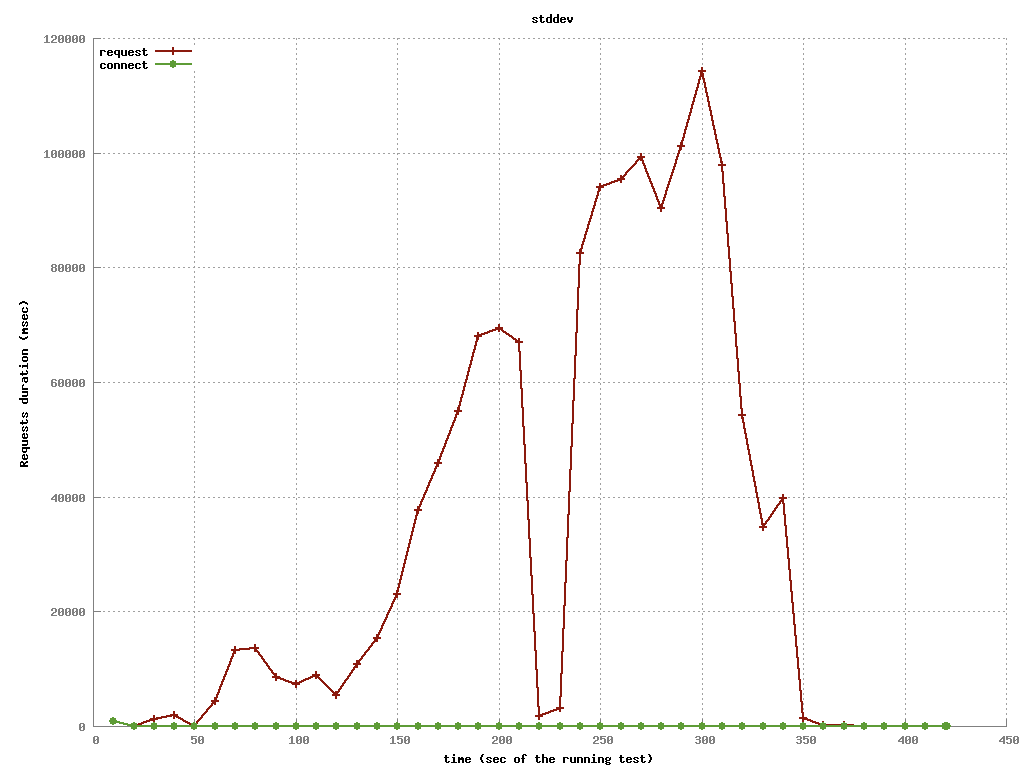 stddev
120000
request
connect
100000
80000
Requests duration (msec)
60000
40000
20000
0
0 50 100 150 200 250 300 350 400 450
time (sec of the running test)